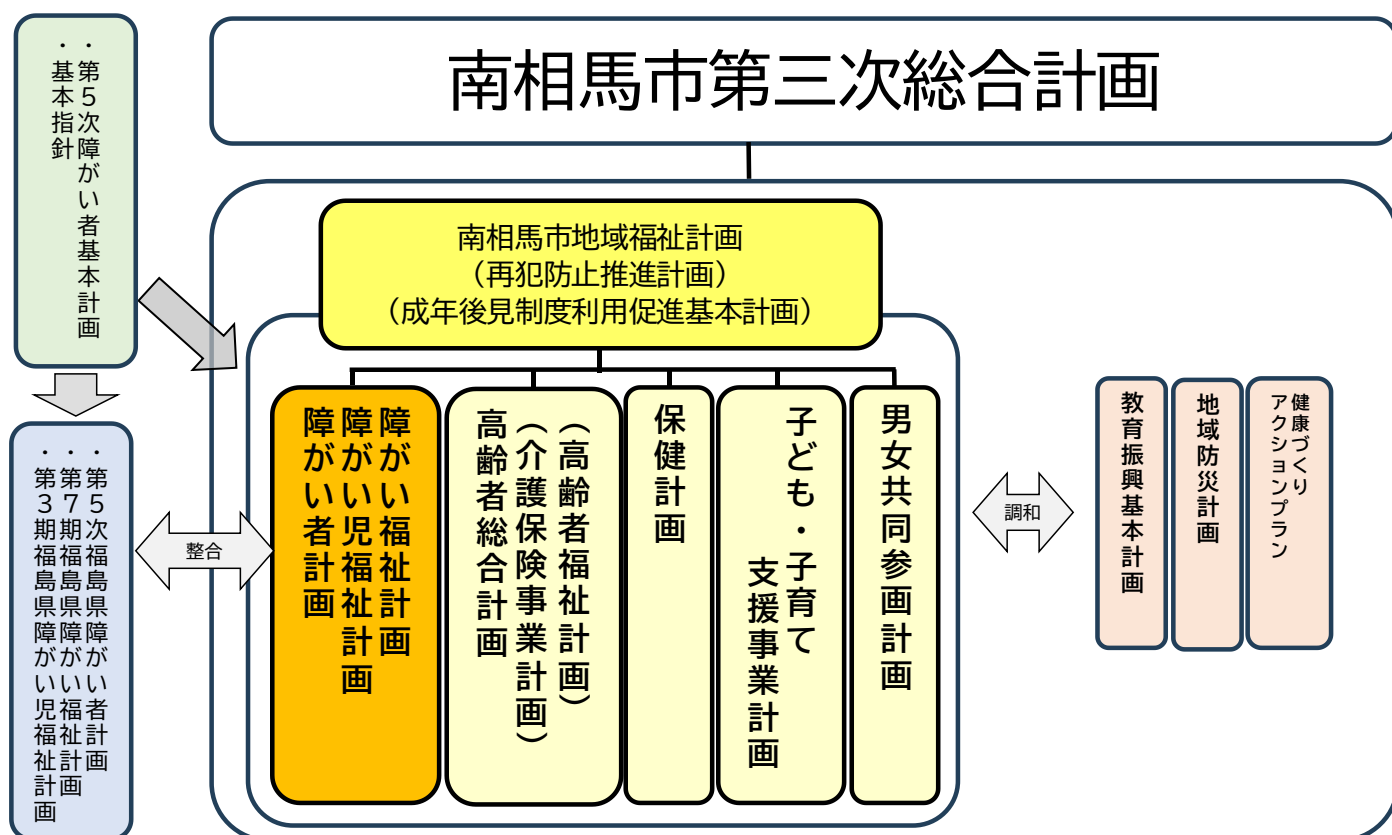 南相馬市第三次総合計画
・第５次障がい者基本計画
・基本指針
南相馬市地域福祉計画
（再犯防止推進計画）
（成年後見制度利用促進基本計画）
・第５次福島県障がい者計画
・第７期福島県障がい福祉計画
・第３期福島県障がい児福祉計画
整合
障がい福祉計画
障がい児福祉計画
障がい者計画
（高齢者福祉計画）
（介護保険事業計画）
高齢者総合計画
保健計画
子ども・子育て
支援事業計画
男女共同参画計画
調和
教育振興基本計画
地域防災計画
健康づくり
アクションプラン